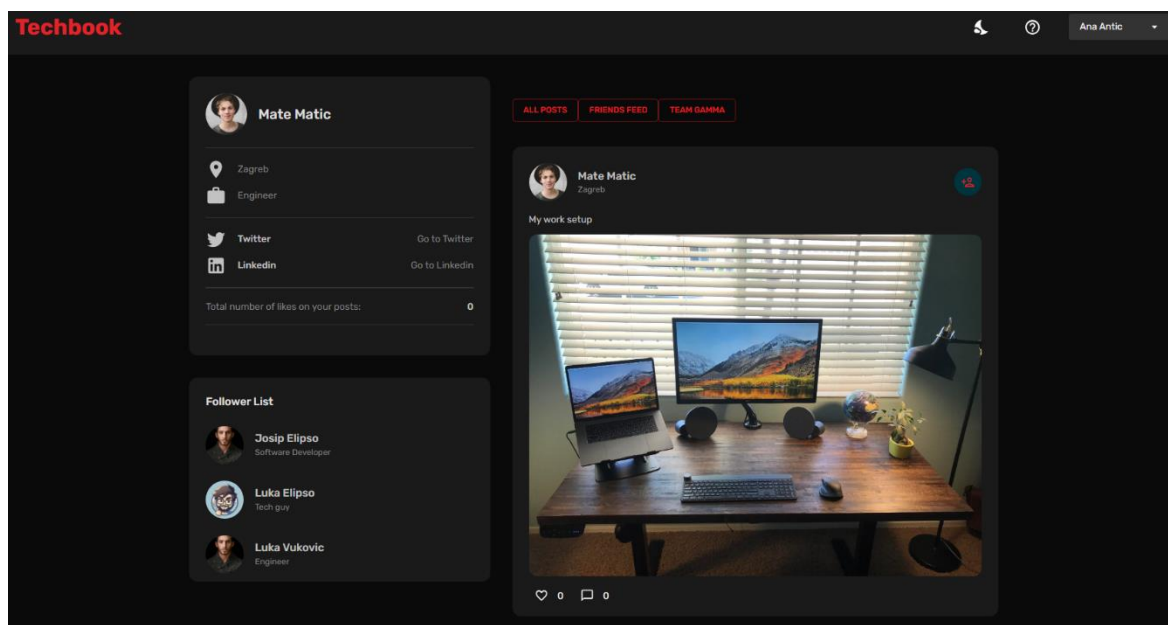 Techbook
Ana Antic
Mate Matic
Zagreb
Engineer
Twitter Go to Twitter
Linkedin Go to Linkedin
Total number of likes on your posts: 0
Follower List
Josip Elipso
Software Developer
Luka Elipso
Tech guy
Luka Vukovic
Engineer
ALL POSTS FRIENDS FEED TEAM GAMMA
Mate Matic
Zagreb
My work setup
0 0